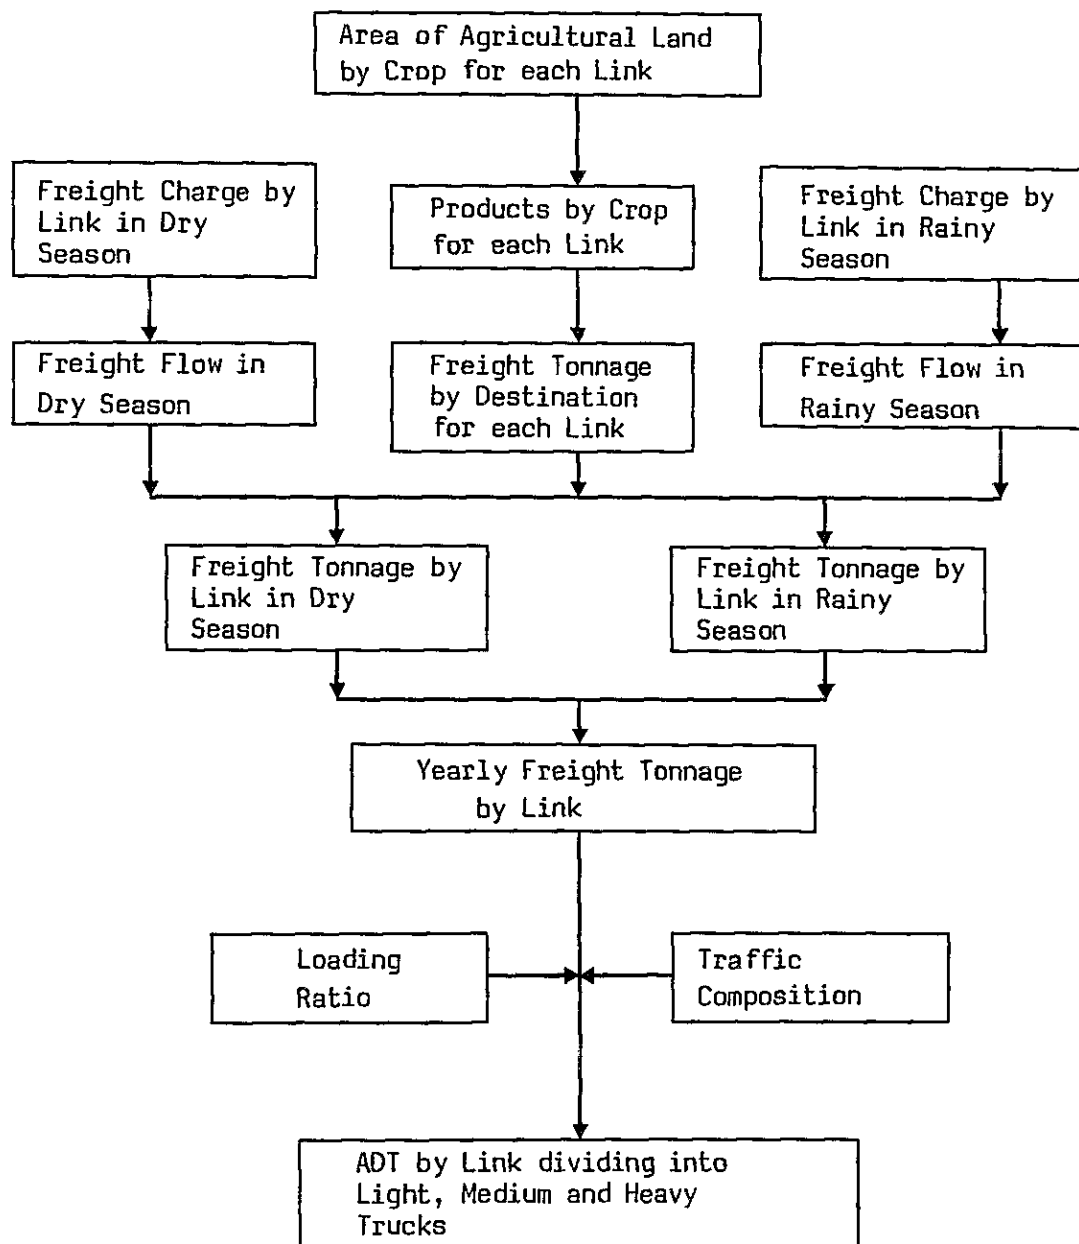 Area of Agricultural Land
by Crop for each Link
Freight Charge by
Link in Dry
Season
Products by Crop
for each Link
Freight Charge by
Link in Rainy
Season
Freight Flow in
Dry Season
Freight Tonnage
by Destination
for each Link
Freight Flow in
Rainy Season
Freight Tonnage by
Link in Dry
Season
Freight Tonnage by
Link in Rainy
Season
Yearly Freight Tonnage
by Link
Loading
Ratio
Traffic
Composition
ADT by Link dividing into
Light, Medium and Heavy
Trucks